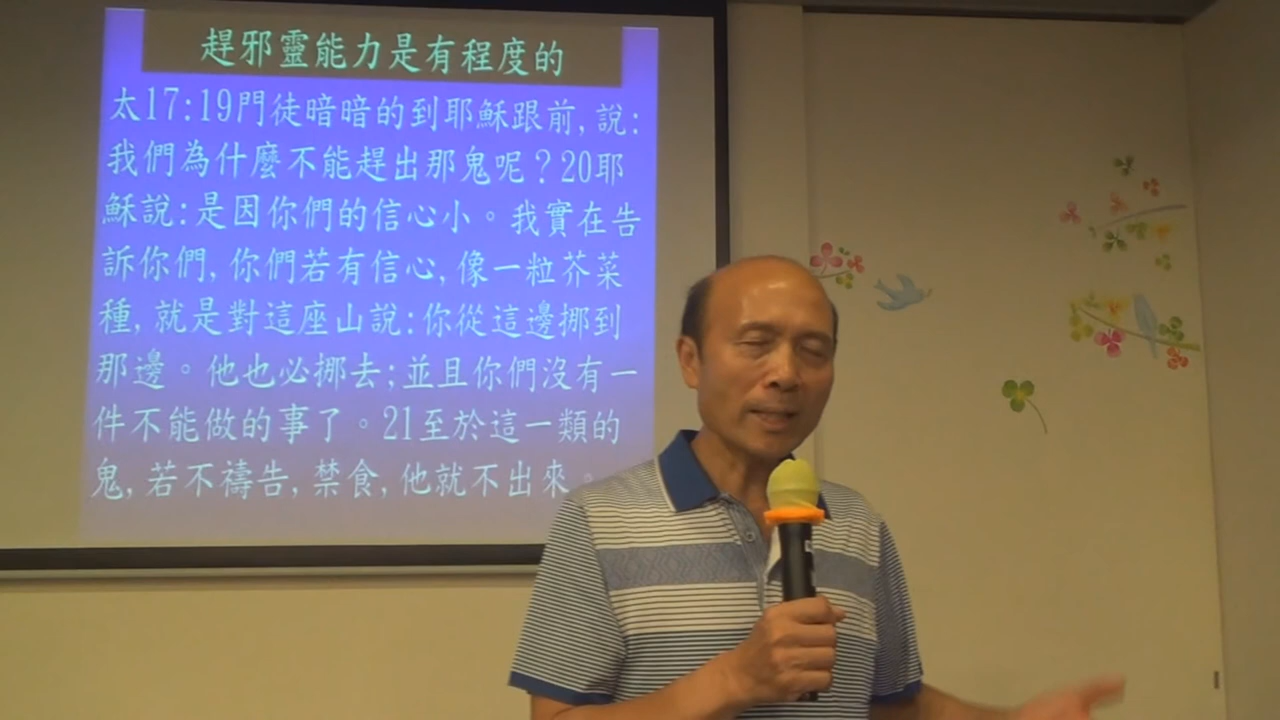 趕邪靈能力是有程度的
太17:19門徒暗暗的到耶穌跟前,說:
我們為什麼不能趕出那鬼呢?20耶
穌說:是因你們的信心小。我實在告
訴你們,你們若有信心,像一粒芥菜
種,就是對這座山說:你從這邊挪到
那邊。他也必挪去;並且你們沒有一
件不能做的事了。21至於這一類的
鬼,若不禱告,禁食,他就不出來。